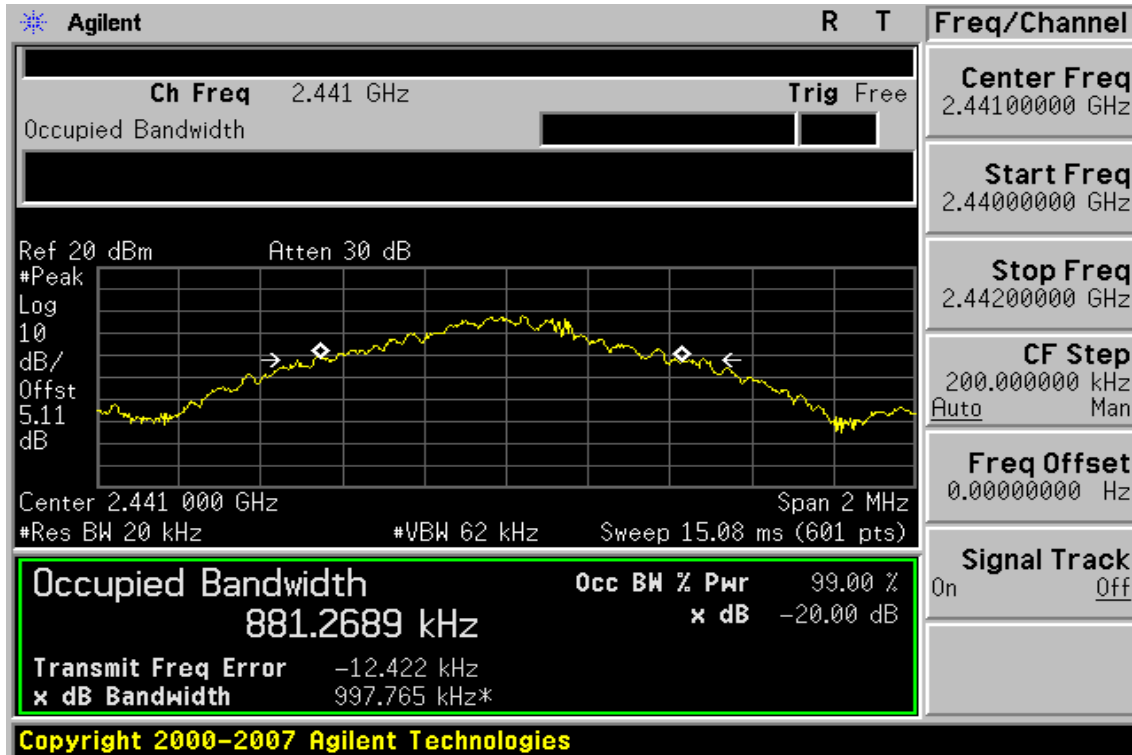 Agilent R T
Ch Freq 2.441 GHz Trig Free
Occupied Bandwidth
Ref 20 dBm Atten 30 dB
#Peak
Log
10
dB/
Offst
5.11
dB
Center 2.441 000 GHz Span 2 MHz
#Res BW 20 kHz #VBW 62 kHz Sweep 15.08 ms (601 pts)
Occupied Bandwidth
881.2689 kHz
Occ BW % Pwr 99.00 %
x dB -20.00 dB
Transmit Freq Error -12.422 kHz
x dB Bandwidth 997.765 kHz*
Copyright 2000-2007 Agilent Technologies
Freq/Channel
Center Freq
2.44100000 GHz
Start Freq
2.44000000 GHz
Stop Freq
2.44200000 GHz
CF Step
200.000000 kHz
Auto Man
Freq Offset
0.00000000 Hz
Signal Track
On Off